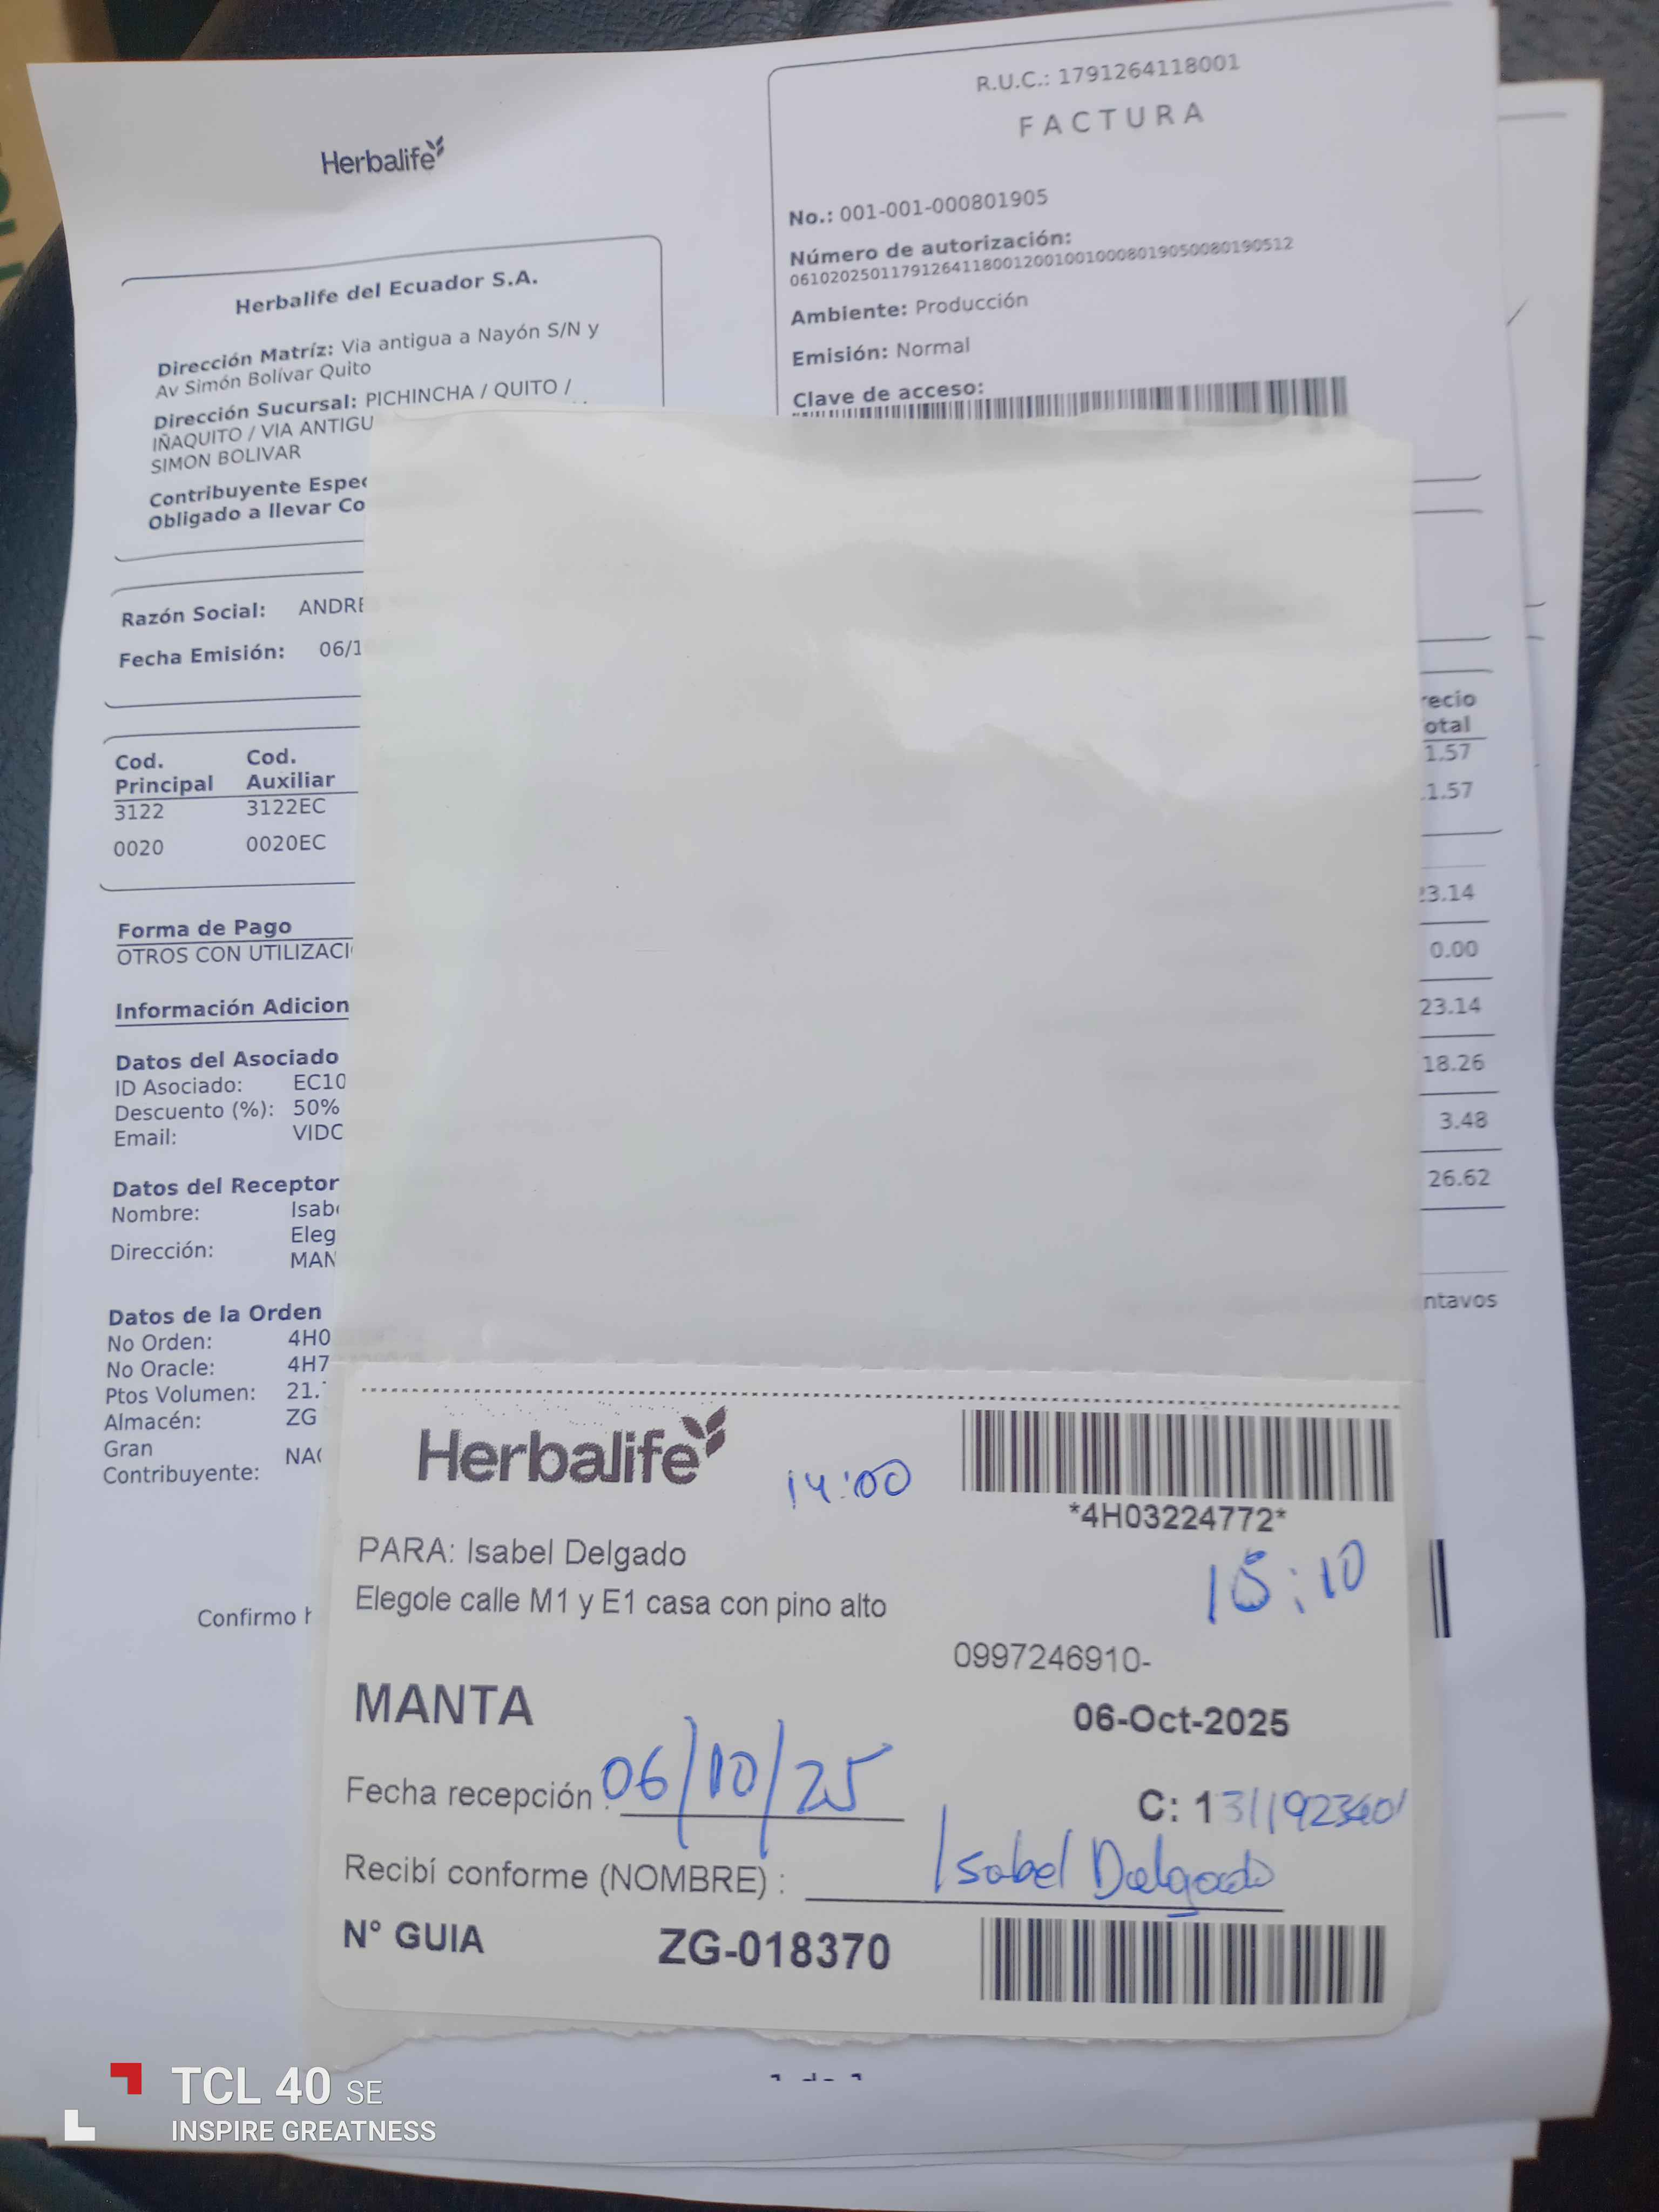 Herbalife
Herbalife del Ecuador S.A.
Dirección Matríz: Via antigua a Nayón S/N y
Av Simón Bolívar Quito
Dirección Sucursal: PICHINCHA / QUITO /
IÑAQUITO / VIA ANTIGU
SIMON BOLIVAR
Contribuyente Espec
Obligado a llevar Co
R.U.C.: 1791264118001
FACTURA
No.: 001-001-000801905
Número de autorización:
0610202501179126411800120010010008019050080190512
Ambiente: Producción
Emisión: Normal
Clave de acceso:
Razón Social: ANDRE
Fecha Emisión: 06/1
Cod. Principal Cod. Auxiliar recio otal
3122 3122EC 1.57
0020 0020EC 1.57
23.14
0.00
23.14
18.26
3.48
26.62
ntavos
Forma de Pago
OTROS CON UTILIZACI
Información Adicion
Datos del Asociado
ID Asociado: EC10
Descuento (%): 50%
Email: VIDO
Datos del Receptor
Nombre: Isab
Dirección: Eleg
MAN
Datos de la Orden
No Orden: 4H0
No Oracle: 4H7
Ptos Volumen: 21.
Almacén: ZG
Gran
Contribuyente: NA
Confirmo
Herbalife
14:00
*4H03224772*
PARA: Isabel Delgado
15:10
Elegole calle M1 y E1 casa con pino alto
0997246910-
MANTA
06-Oct-2025
Fecha recepción : 06/10/25
C: 1311923401
Recibí conforme (NOMBRE) : Isabel Delgado
N° GUIA ZG-018370
TCL 40 SE
INSPIRE GREATNESS